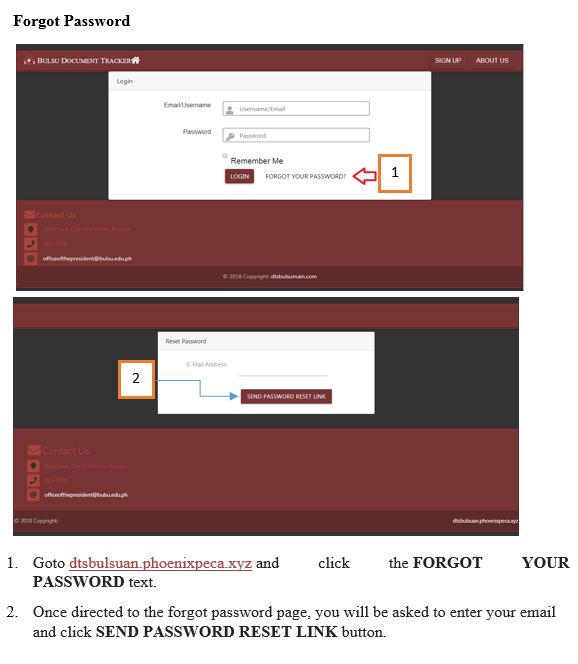 Forgot Password
BULSU DOCUMENT TRACKER
SIGN UP ABOUT US
Login
Email/Username
Username/Email
Password
Password
Remember Me
LOGIN FORGOT YOUR PASSWORD?
1
Contact Us
officeofthepresident@bulsu.edu.ph
© 2018 Copyright: dtsbulsumain.com
Reset Password
E-Mail Address
2
SEND PASSWORD RESET LINK
Contact Us
officeofthepresident@bulsu.edu.ph
© 2018 Copyright:
dtsbulsuan.phoenixpeca.xyz
1. Goto dtsbulsuan.phoenixpeca.xyz and click the FORGOT YOUR
PASSWORD text.
2. Once directed to the forgot password page, you will be asked to enter your email
and click SEND PASSWORD RESET LINK button.